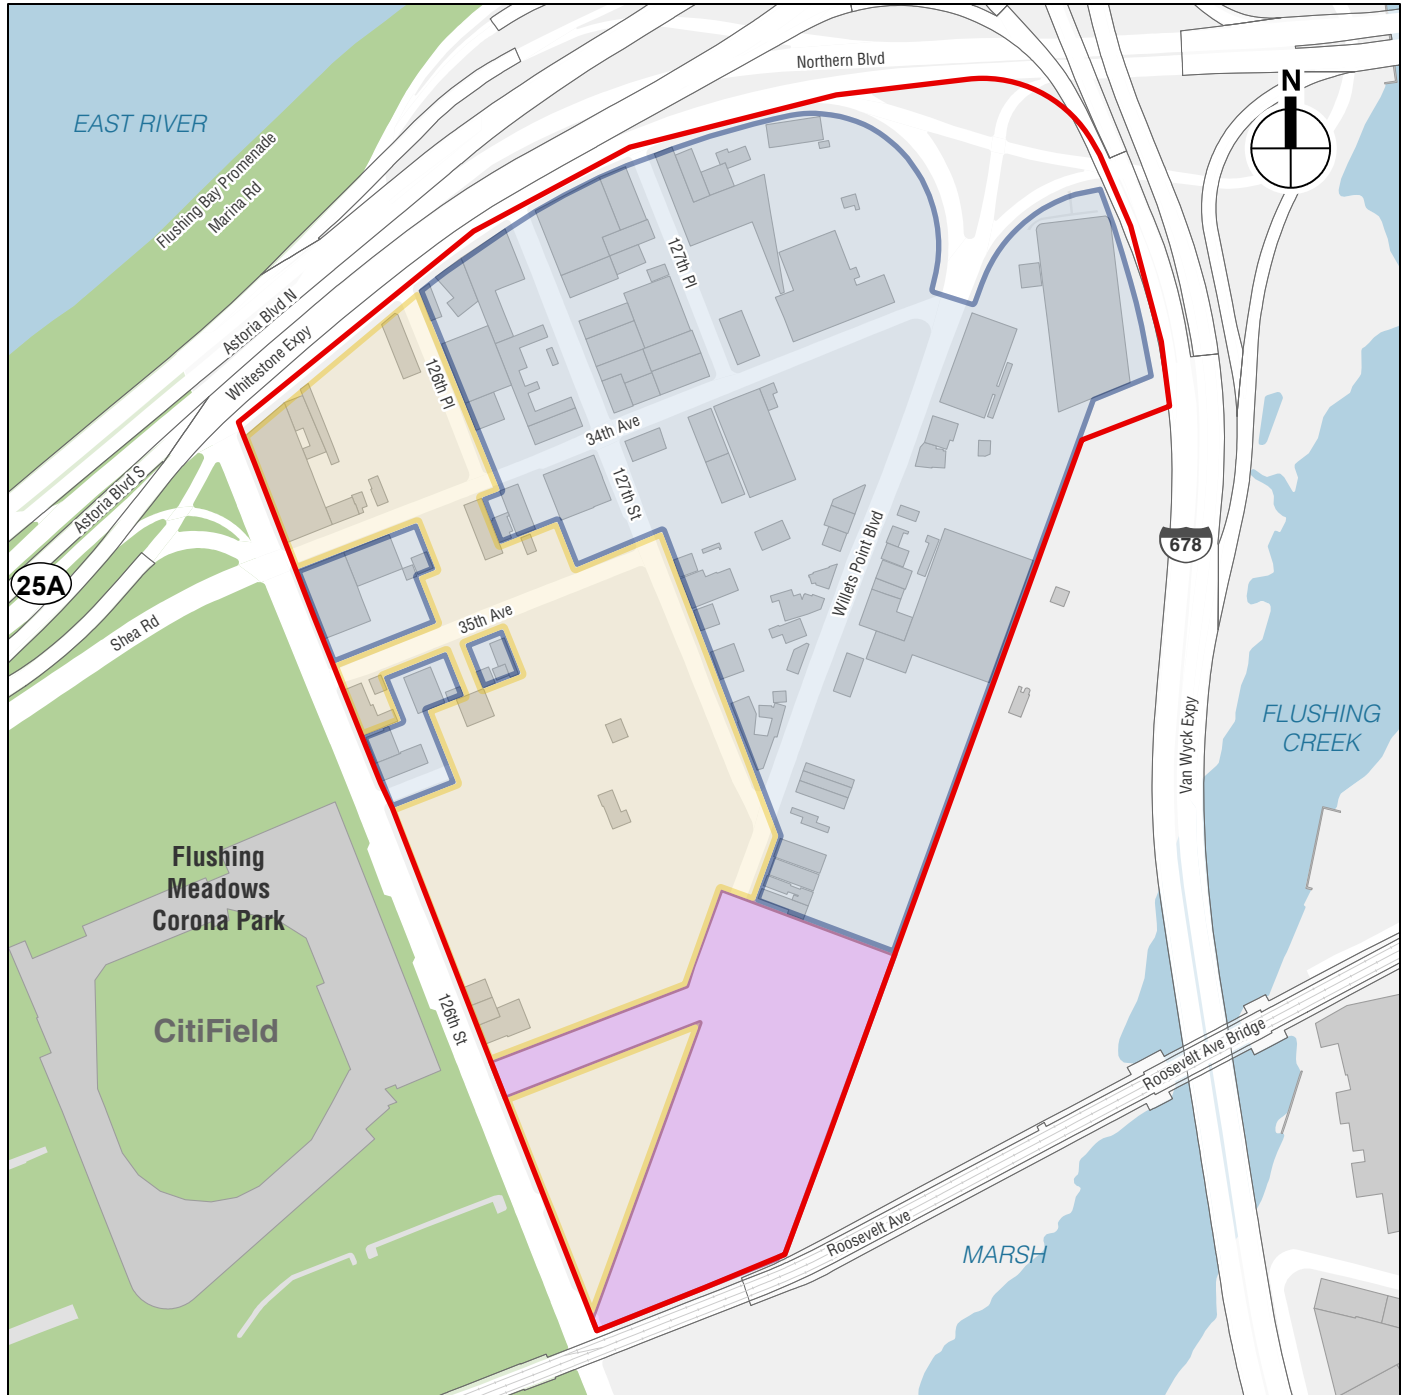 Northern Blvd
N
EAST RIVER
Flushing Bay Promenade
Marina Rd
127th Pl
Astoria Blvd N
Whitestone Expy
126th Pl
34th Ave
Astoria Blvd S
127th St
678
25A
Willets Point Blvd
Shea Rd
35th Ave
Van Wyck Expy
FLUSHING
CREEK
Flushing
Meadows
Corona Park
CitiField
126th St
Roosevelt Ave Bridge
Roosevelt Ave
MARSH